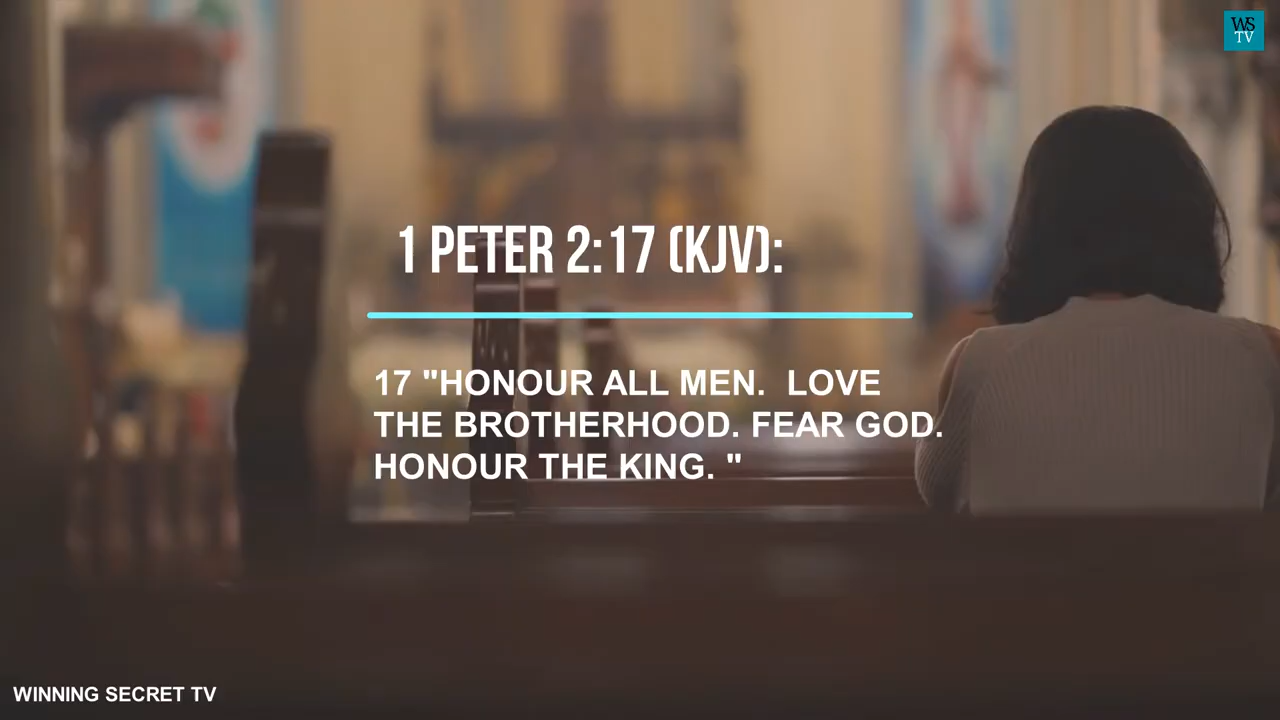 WS
TV
1 PETER 2:17 (KJV):
17 "HONOUR ALL MEN.  LOVE
THE BROTHERHOOD. FEAR GOD.
HONOUR THE KING. "
WINNING SECRET TV